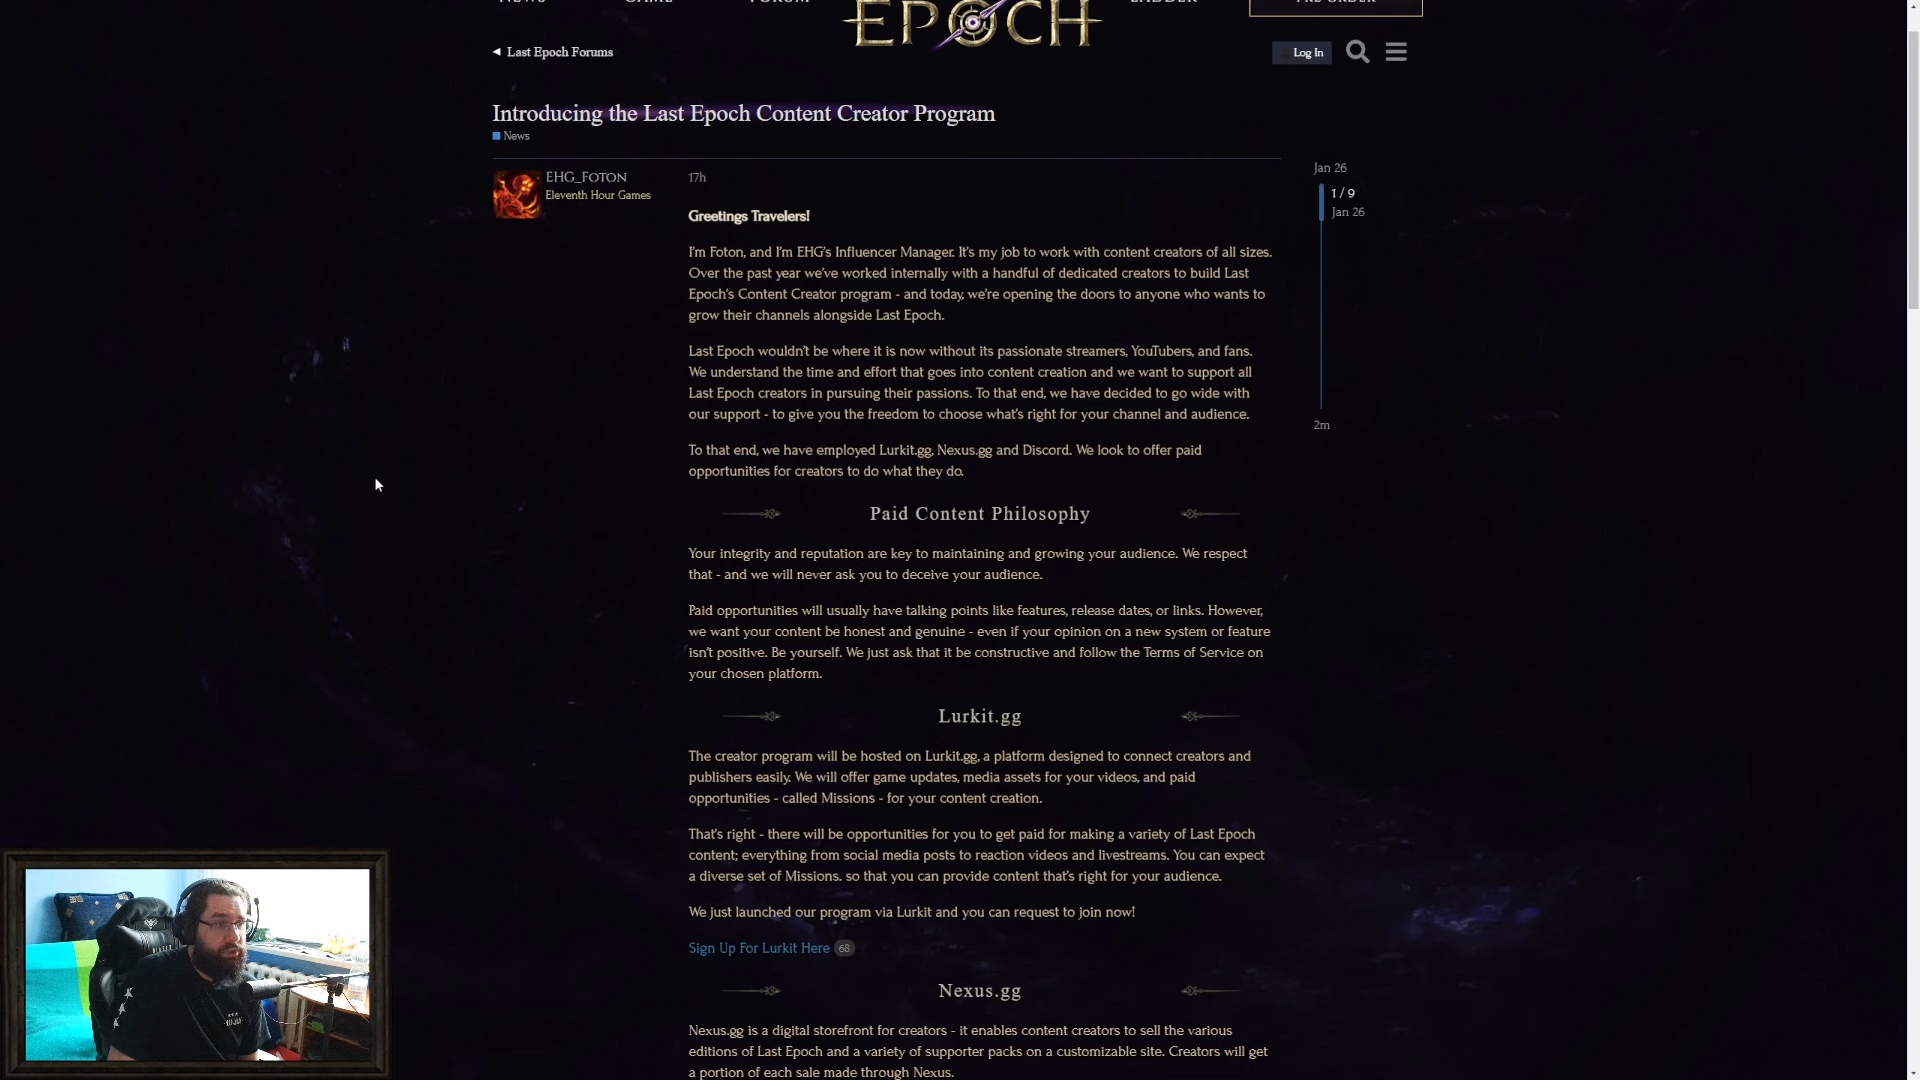 NEWS GAME FORUM LADDER PRE-ORDER
EPOCH
Last Epoch Forums
Log In
Introducing the Last Epoch Content Creator Program
News
EHG_Foton
Eleventh Hour Games
17h
Jan 26
1 / 9
Jan 26
2m
Greetings Travelers!
I'm Foton, and I'm EHG's Influencer Manager. It's my job to work with content creators of all sizes.
Over the past year we've worked internally with a handful of dedicated creators to build Last
Epoch's Content Creator program - and today, we're opening the doors to anyone who wants to
grow their channels alongside Last Epoch.
Last Epoch wouldn't be where it is now without its passionate streamers, YouTubers, and fans.
We understand the time and effort that goes into content creation and we want to support all
Last Epoch creators in pursuing their passions. To that end, we have decided to go wide with
our support - to give you the freedom to choose what's right for your channel and audience.
To that end, we have employed Lurkit.gg, Nexus.gg and Discord. We look to offer paid
opportunities for creators to do what they do.
Paid Content Philosophy
Your integrity and reputation are key to maintaining and growing your audience. We respect
that - and we will never ask you to deceive your audience.
Paid opportunities will usually have talking points like features, release dates, or links. However,
we want your content be honest and genuine - even if your opinion on a new system or feature
isn't positive. Be yourself. We just ask that it be constructive and follow the Terms of Service on
your chosen platform.
Lurkit.gg
The creator program will be hosted on Lurkit.gg, a platform designed to connect creators and
publishers easily. We will offer game updates, media assets for your videos, and paid
opportunities - called Missions - for your content creation.
That's right - there will be opportunities for you to get paid for making a variety of Last Epoch
content; everything from social media posts to reaction videos and livestreams. You can expect
a diverse set of Missions. so that you can provide content that's right for your audience.
We just launched our program via Lurkit and you can request to join now!
Sign Up For Lurkit Here 68
Nexus.gg
Nexus.gg is a digital storefront for creators - it enables content creators to sell the various
editions of Last Epoch and a variety of supporter packs on a customizable site. Creators will get
a portion of each sale made through Nexus.